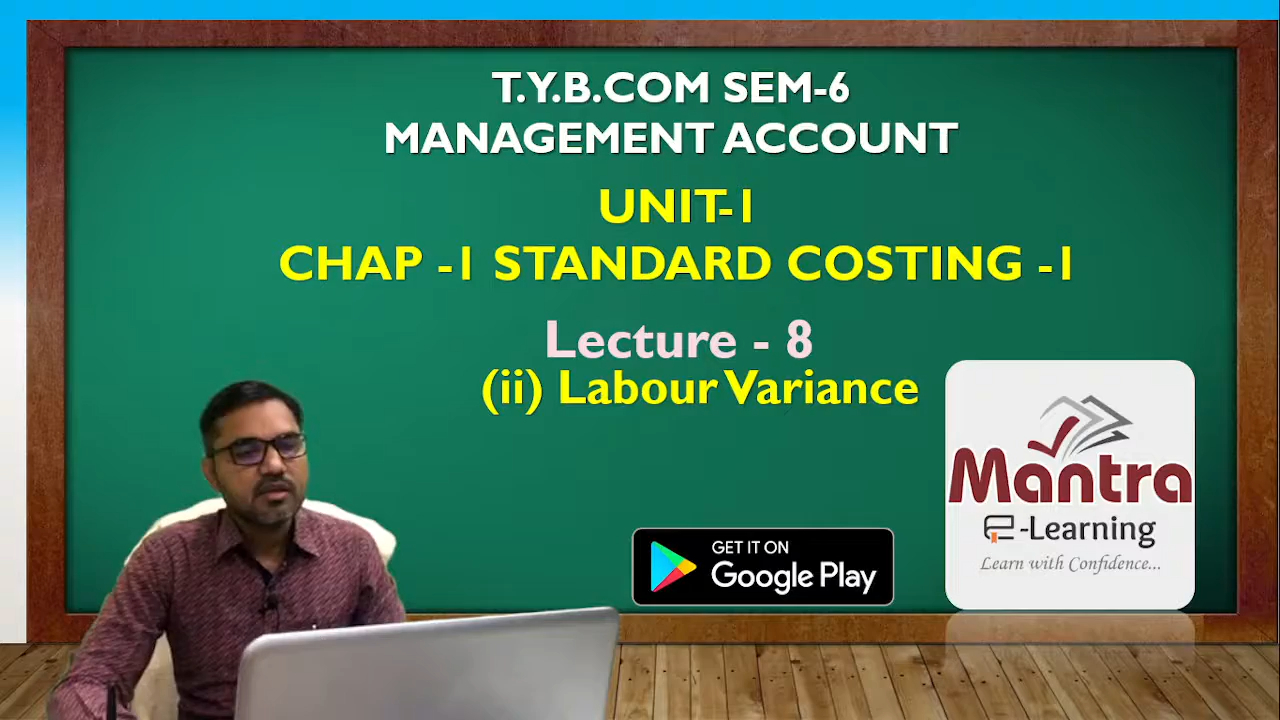 T.Y.B.COM SEM-6
MANAGEMENT ACCOUNT
UNIT-1
CHAP -1 STANDARD COSTING -1
Lecture - 8
(ii) Labour Variance
Mantra
e-Learning
Learn with Confidence...
GET IT ON
Google Play